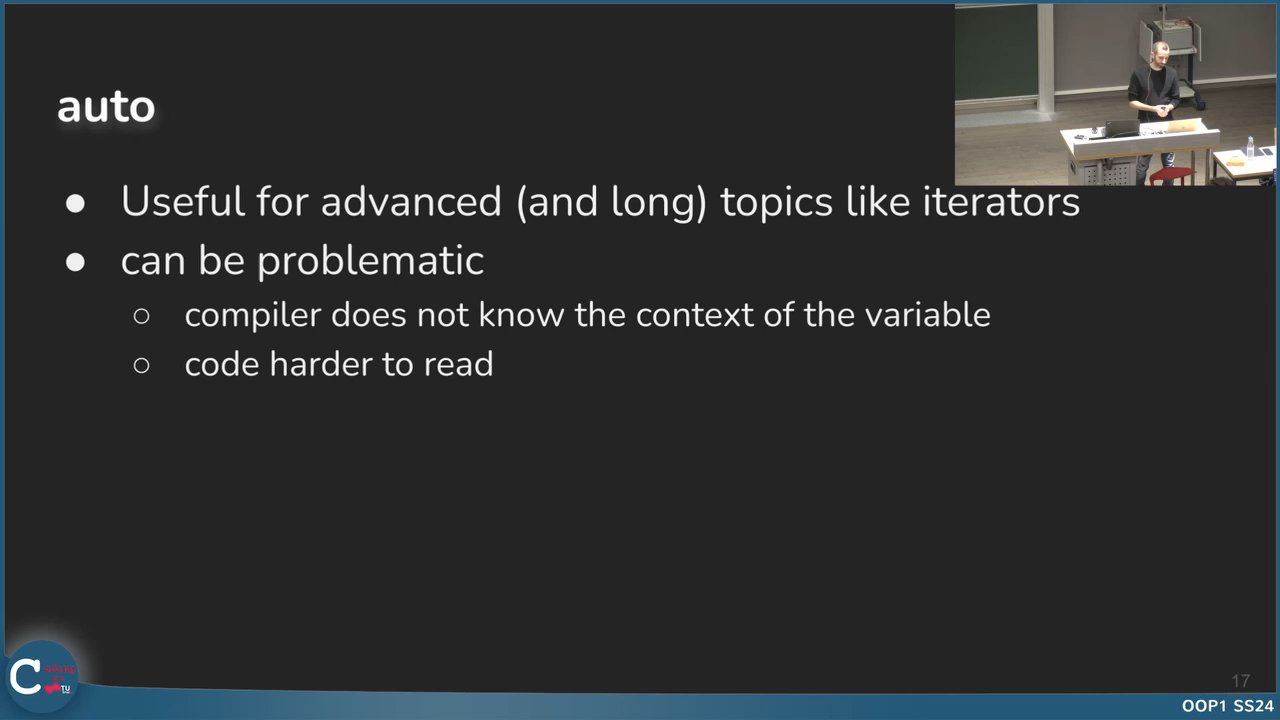 auto
● Useful for advanced (and long) topics like iterators
● can be problematic
○ compiler does not know the context of the variable
○ code harder to read
17
C
TU
OOP1 SS24